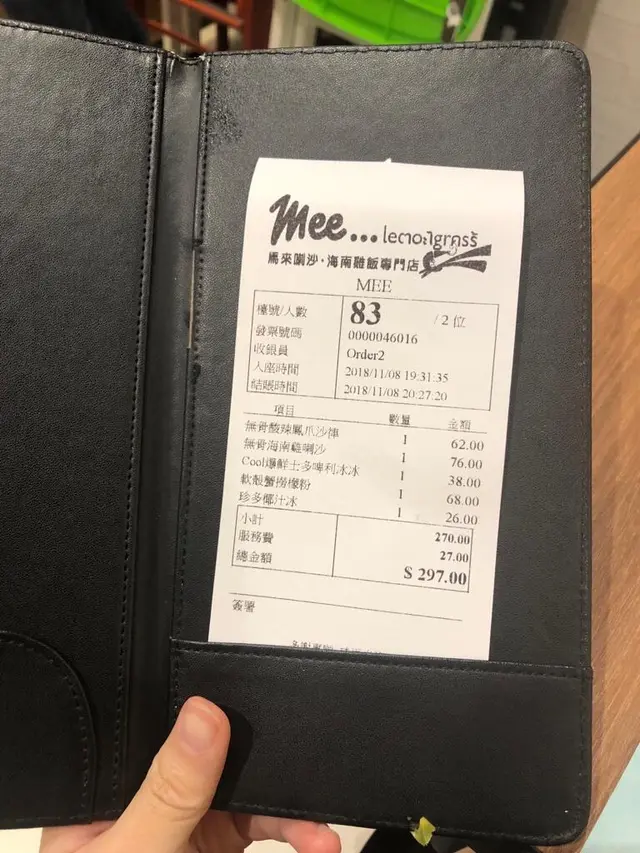 Mee...
馬來喇沙‧海南雞飯專門店
MEE
檯號/人數 83 /2 位
發票號碼 0000046016
收銀員 Order2
入座時間 2018/11/08 19:31:35
結賬時間 2018/11/08 20:27:20
項目 數量 金額
無骨酸辣鳳爪沙律 1 62.00
無骨海南雞喇沙 1 76.00
Cool爆鮮士多啤利冰冰 1 38.00
軟殼蟹撈檬粉 1 68.00
珍多椰汁冰 1 26.00
小計 270.00
服務費 27.00
總金額 $ 297.00
簽署